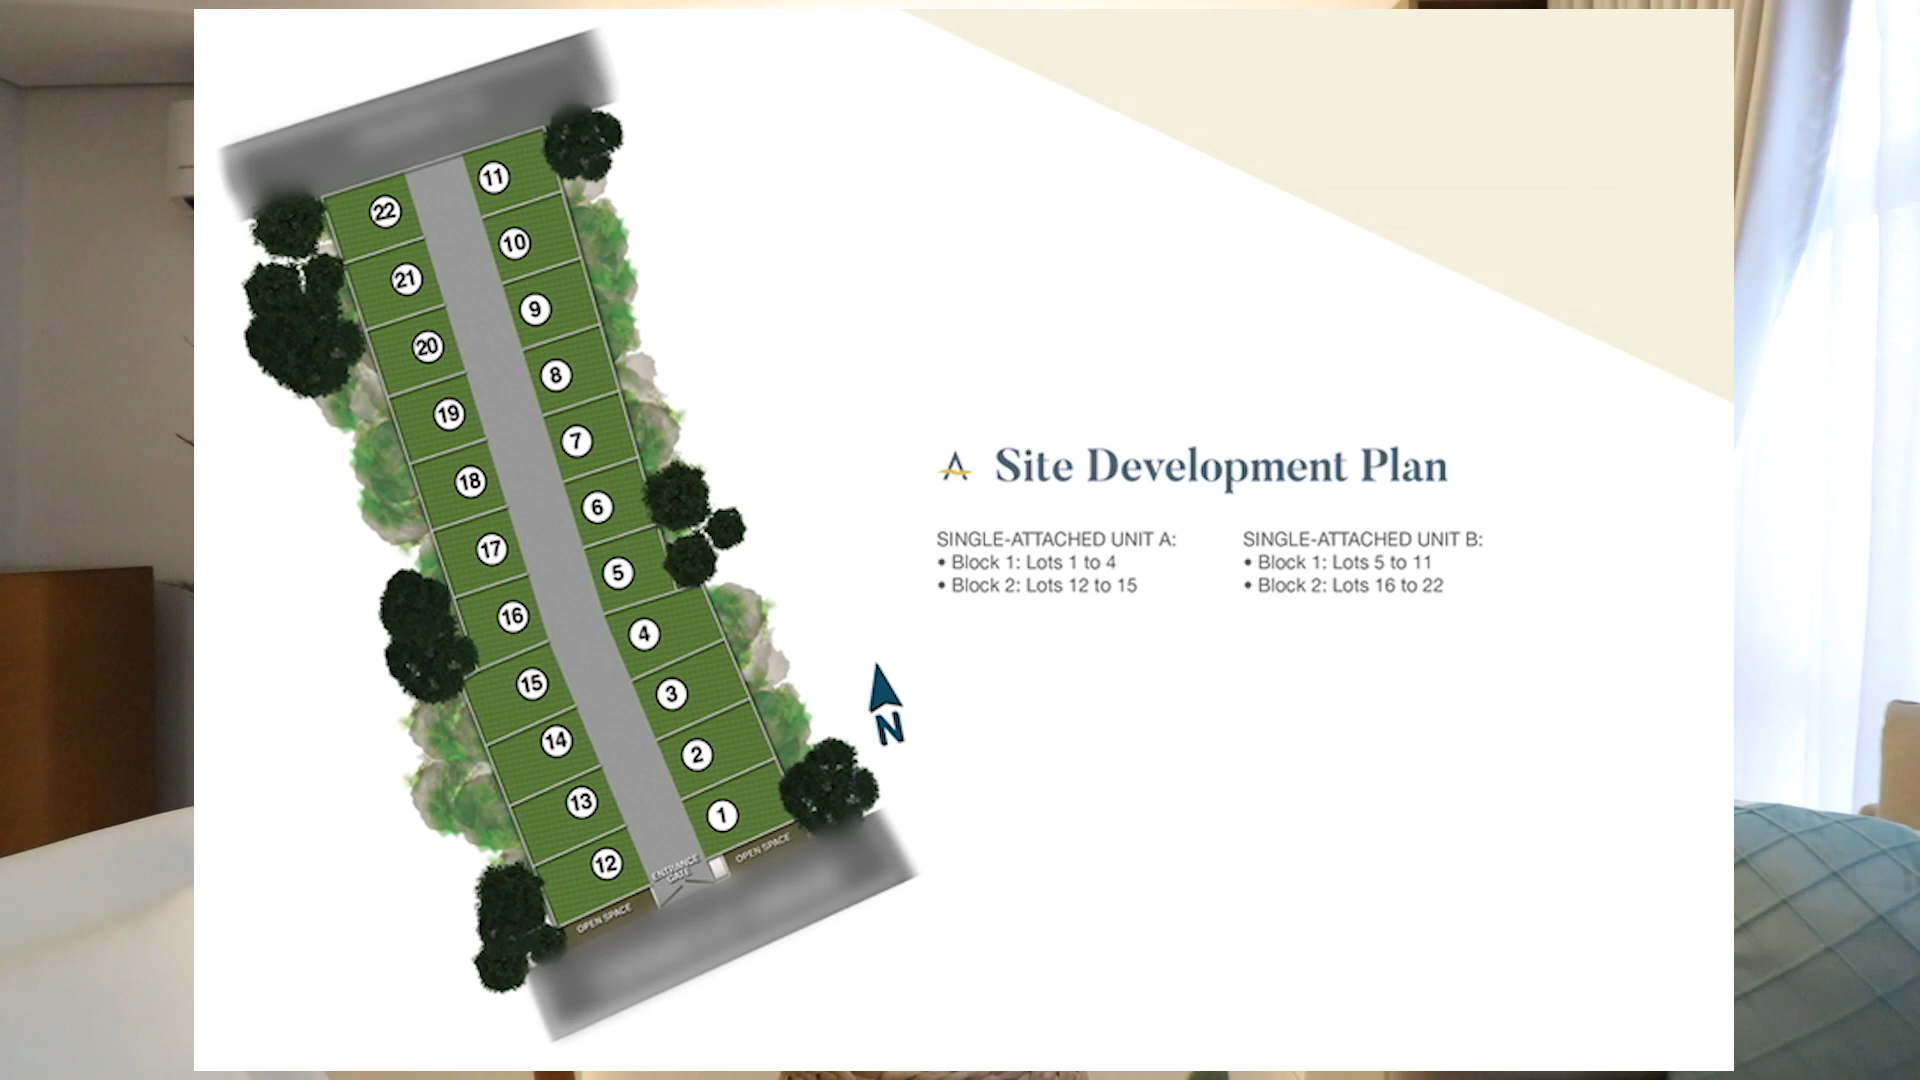 11
22
10
21
9
20
8
19
7
18
6
17
5
16
4
15
3
14
2
13
1
12
ENTRANCE
GATE
OPEN SPACE
OPEN SPACE
N
Site Development Plan
SINGLE-ATTACHED UNIT A:
• Block 1: Lots 1 to 4
• Block 2: Lots 12 to 15
SINGLE-ATTACHED UNIT B:
• Block 1: Lots 5 to 11
• Block 2: Lots 16 to 22